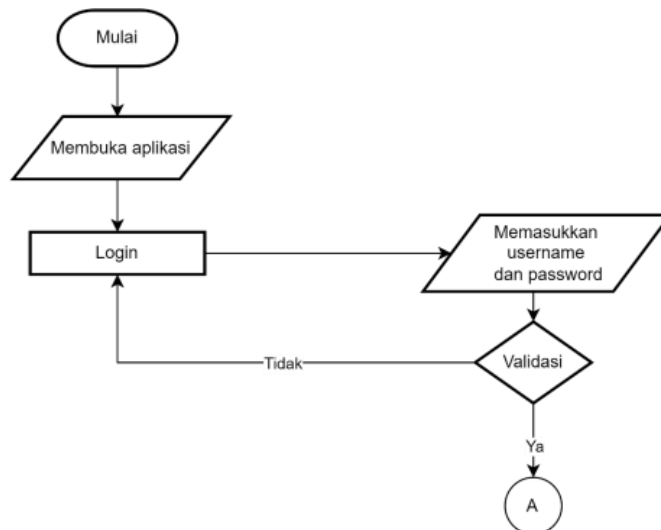 Mulai
Membuka aplikasi
Login
Memasukkan
username
dan password
Validasi
Tidak
Ya
A